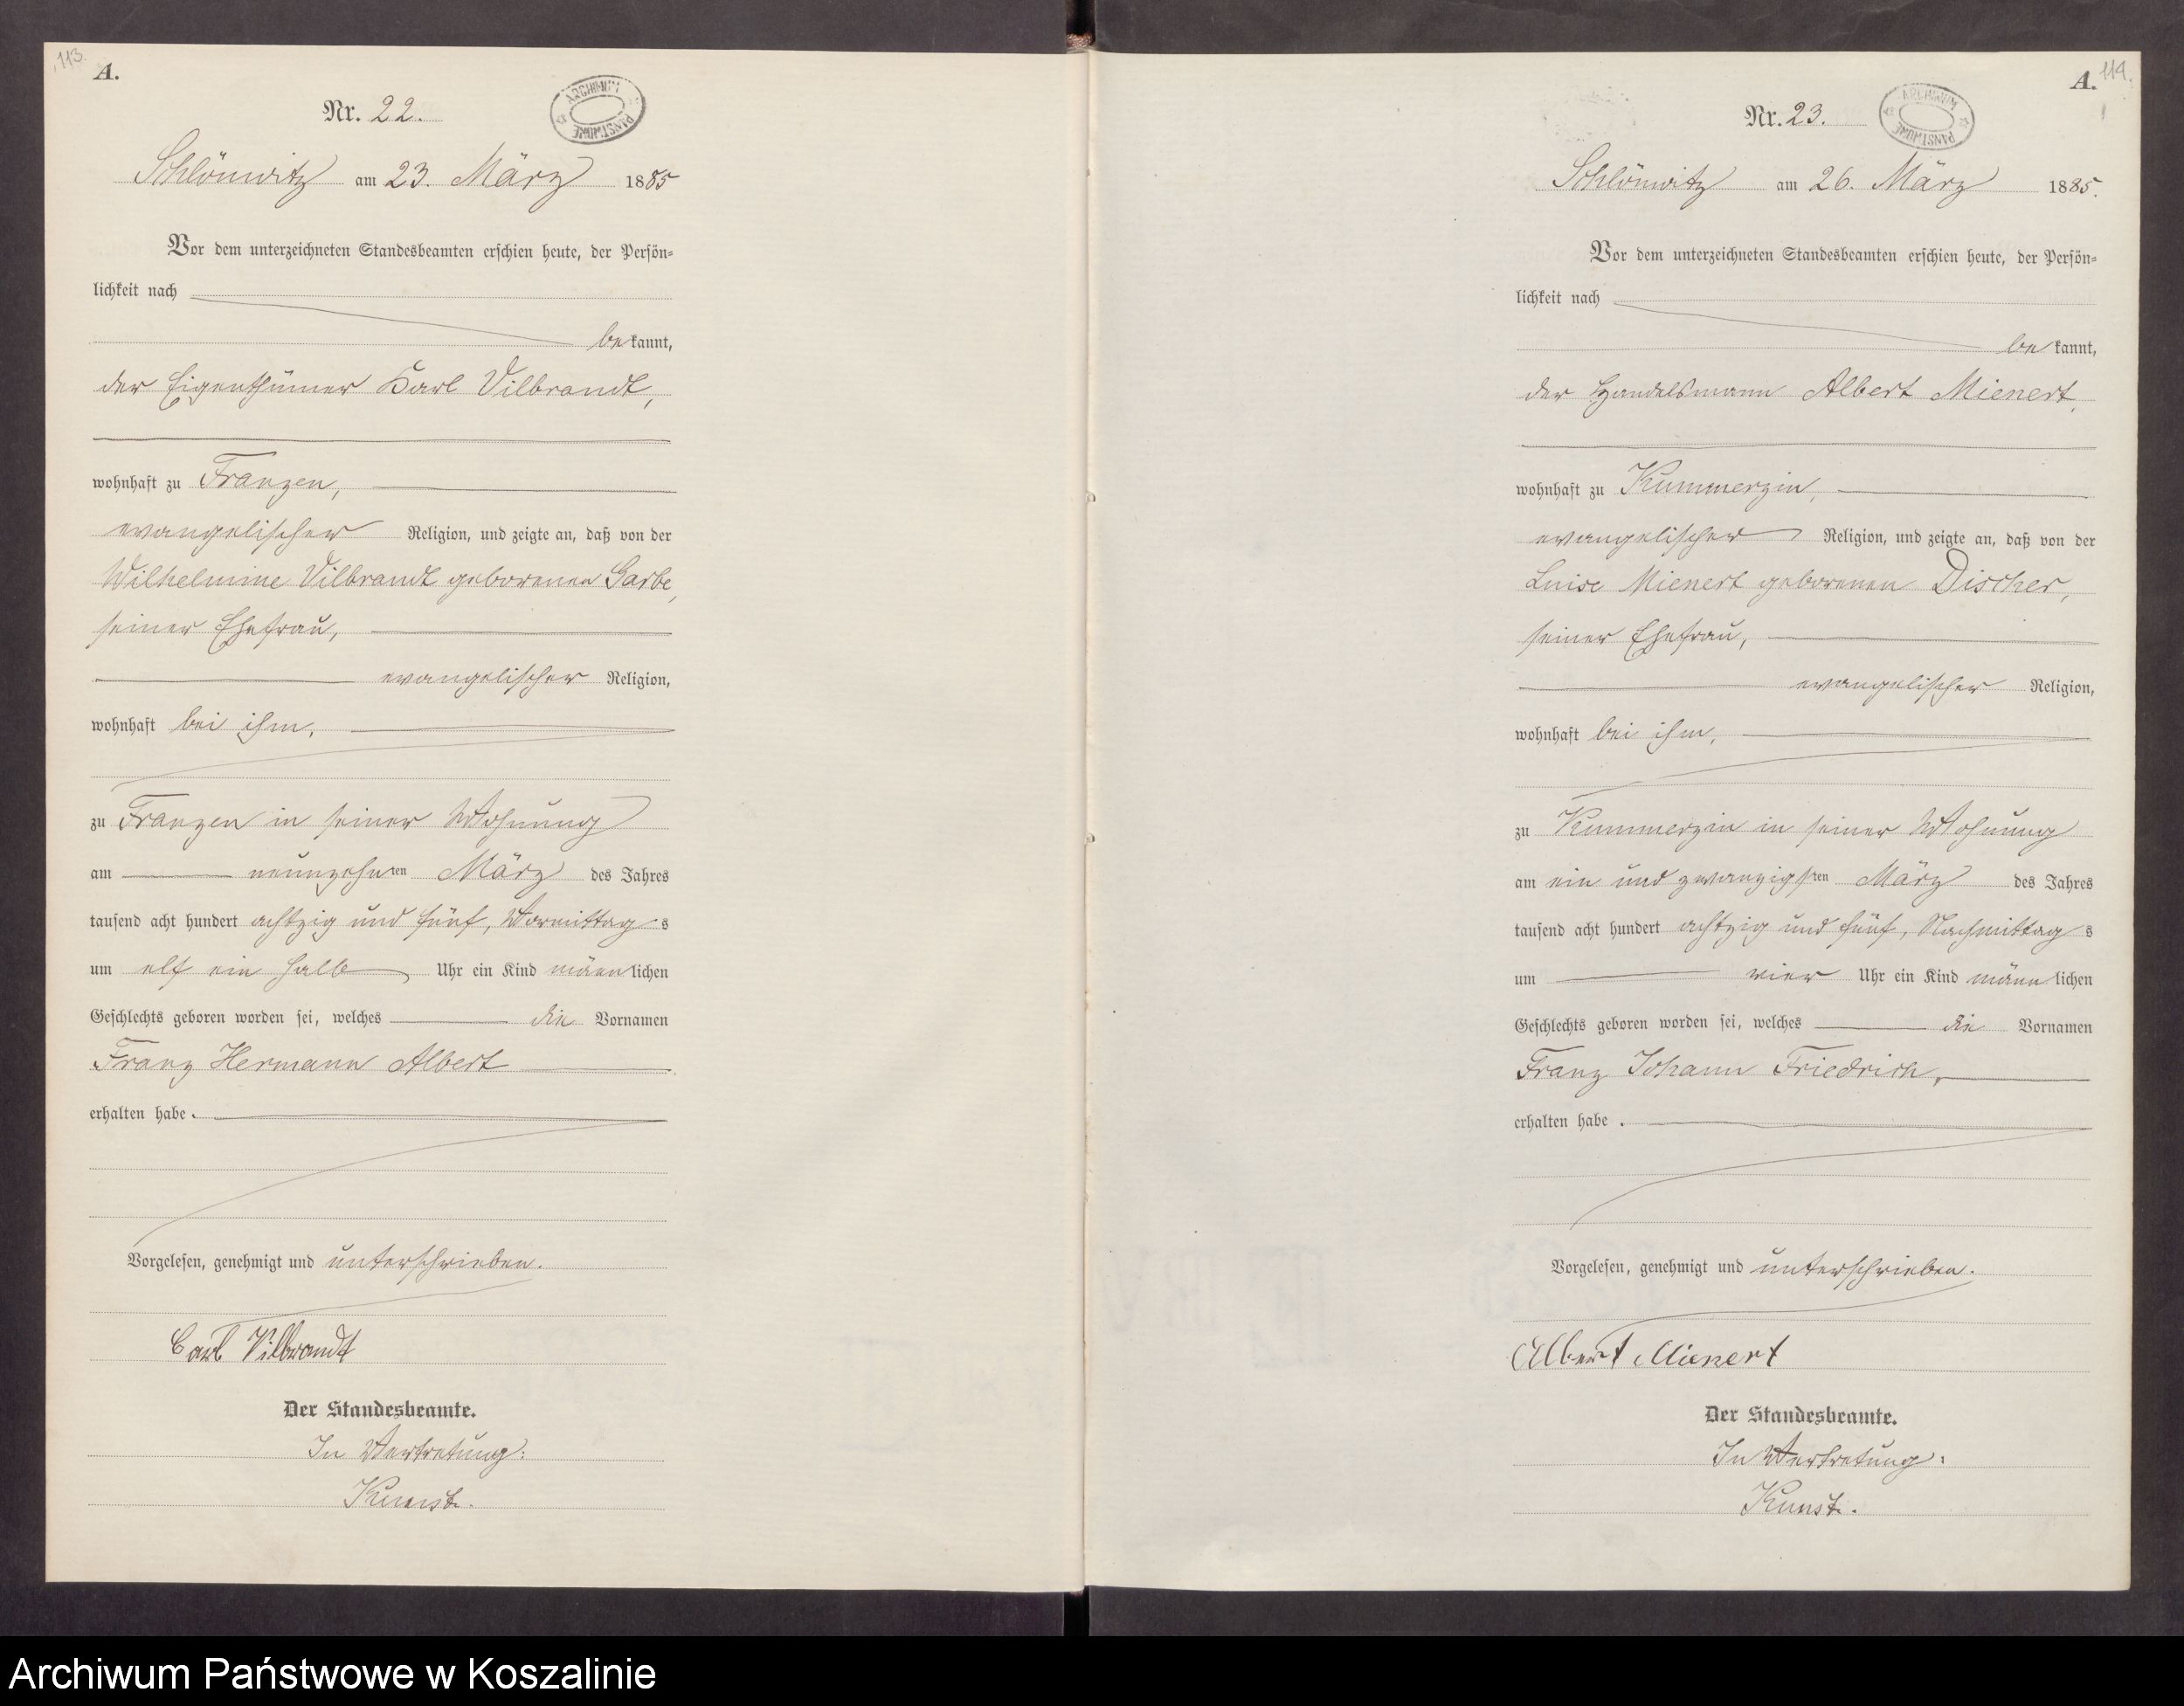 113.
A.
Nr. 22.
ARCHIWUM PAŃSTWOWE
Schlönwitz am 23. März 1885
Vor dem unterzeichneten Standesbeamten erschien heute, der Persön=
lichkeit nach
bekannt,
der Eigenthümer Karl Vilbrandt,
wohnhaft zu Franzen,
evangelischer Religion, und zeigte an, daß von der
Wilhelmine Vilbrandt geborenen Garbe,
seiner Ehefrau,
evangelischer Religion,
wohnhaft bei ihm,
zu Franzen in seiner Wohnung
am neunzehnten März des Jahres
tausend acht hundert achtzig und fünf, Vormittags
um elf ein halb Uhr ein Kind männlichen
Geschlechts geboren worden sei, welches die Vornamen
Franz Hermann Albert
erhalten habe.
Vorgelesen, genehmigt und unterschrieben.
Carl Vilbrandt
Der Standesbeamte.
In Vertretung:
Kunst.
114.
A.
Nr. 23.
ARCHIWUM PAŃSTWOWE
Schlönwitz am 26. März 1885.
Vor dem unterzeichneten Standesbeamten erschien heute, der Persön=
lichkeit nach
bekannt,
der Handelsmann Albert Mienert,
wohnhaft zu Kummerzin,
evangelischer Religion, und zeigte an, daß von der
Luise Mienert geborenen Discher,
seiner Ehefrau,
evangelischer Religion,
wohnhaft bei ihm,
zu Kummerzin in seiner Wohnung
am ein und zwanzigsten März des Jahres
tausend acht hundert achtzig und fünf, Nachmittags
um vier Uhr ein Kind männlichen
Geschlechts geboren worden sei, welches die Vornamen
Franz Johann Friedrich,
erhalten habe.
Vorgelesen, genehmigt und unterschrieben.
Albert Mienert
Der Standesbeamte.
In Vertretung:
Kunst.
Archiwum Państwowe w Koszalinie